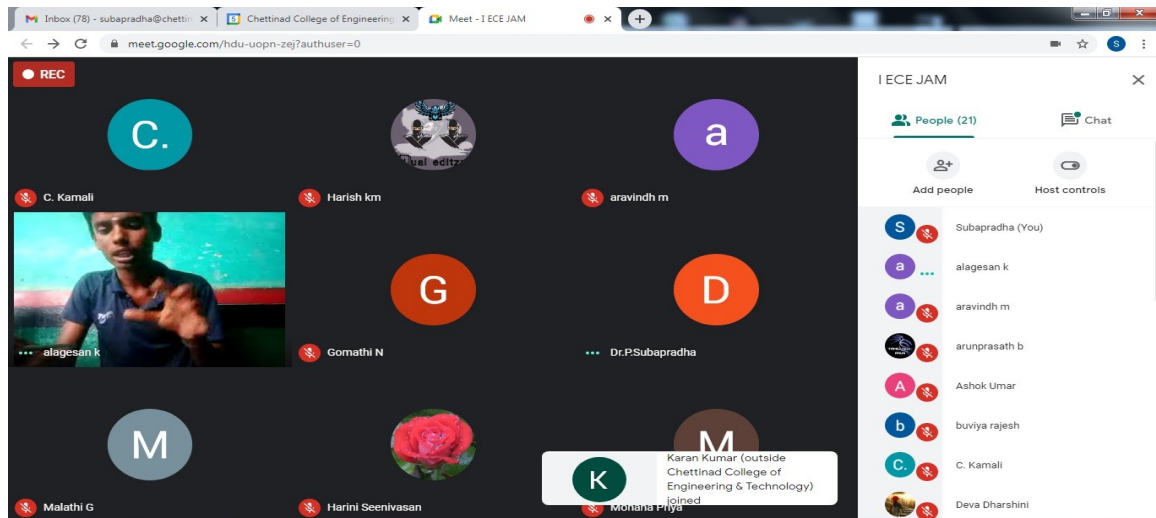 Inbox (78) - subapradha@chettin
Chettinad College of Engineering
Meet - I ECE JAM
meet.google.com/hdu-uopn-zej?authuser=0
S
REC
C.
C. Kamali
Harish km
a
aravindh m
alagesan k
G
Gomathi N
D
Dr.P.Subapradha
M
Malathi G
Harini Seenivasan
M
Mohana Priya
K
Karan Kumar (outside
Chettinad College of
Engineering & Technology)
joined
I ECE JAM
People (21)
Chat
Add people
Host controls
S
Subapradha (You)
a
alagesan k
a
aravindh m
arunprasath b
A
Ashok Umar
b
buviya rajesh
C.
C. Kamali
Deva Dharshini